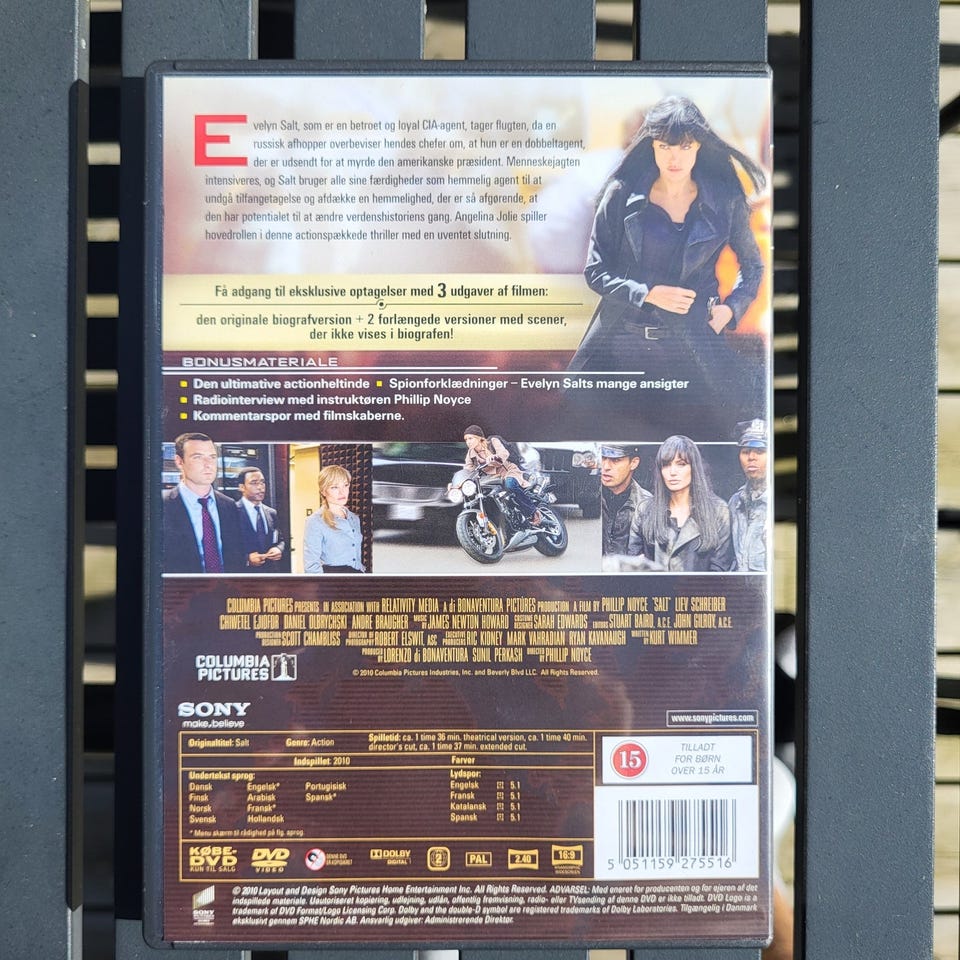 Evelyn Salt, som er en betroet og loyal CIA-agent, tager flugten, da en
russisk afhopper overbeviser hendes chefer om, at hun er en dobbeltagent,
der er udsendt for at myrde den amerikanske præsident. Menneskejagten
intensiveres, og Salt bruger alle sine færdigheder som hemmelig agent til at
undgå tilfangetagelse og afdække en hemmelighed, der er så afgørende, at
den har potentialet til at ændre verdenshistoriens gang. Angelina Jolie spiller
hovedrollen i denne actionspækkede thriller med en uventet slutning.
Få adgang til eksklusive optagelser med 3 udgaver af filmen:
den originale biografversion + 2 forlængede versioner med scener,
der ikke vises i biografen!
BONUSMATERIALE
Den ultimative actionheltinde ▪ Spionforklædninger – Evelyn Salts mange ansigter
Radiointerview med instruktøren Phillip Noyce
Kommentarspor med filmskaberne.
COLUMBIA PICTURES PRESENTS IN ASSOCIATION WITH RELATIVITY MEDIA A di BONAVENTURA PICTURES PRODUCTION A FILM BY PHILLIP NOYCE "SALT" LIEV SCHREIBER
CHIWETEL EJIOFOR DANIEL OLBRYCHSKI ANDRE BRAUGHER MUSIC BY JAMES NEWTON HOWARD COSTUME DESIGNER SARAH EDWARDS EDITORS STUART BAIRD, A.C.E. JOHN GILROY, A.C.E.
PRODUCTION DESIGN SCOTT CHAMBLISS DIRECTOR OF PHOTOGRAPHY ROBERT ELSWIT, ASC EXECUTIVE PRODUCERS RIC KIDNEY MARK VAHRADIAN RYAN KAVANAUGH WRITTEN BY KURT WIMMER
PRODUCED BY LORENZO di BONAVENTURA SUNIL PERKASH DIRECTED BY PHILLIP NOYCE
COLUMBIA
PICTURES
© 2010 Columbia Pictures Industries, Inc. and Beverly Blvd LLC. All Rights Reserved.
SONY
make.believe
www.sonypictures.com
Originaltitel: Salt Genre: Action Spilletid: ca. 1 time 36 min. theatrical version, ca. 1 time 40 min.
director's cut, ca. 1 time 37 min. extended cut.
Indspillet: 2010 Farver
Undertekst sprog: Lydspor:
Dansk Engelsk* Portugisisk Engelsk 5.1
Finsk Arabisk Spansk* Fransk 5.1
Norsk Fransk* Katalansk 5.1
Svensk Hollandsk Spansk 5.1
* Menu skærm til rådighed på flg. sprog.
15
TILLADT
FOR BØRN
OVER 15 ÅR
KØBE-
DVD
KUN TIL SALG
DVD
VIDEO
DENNE DVD
ER KOPISIKRET
DOLBY
DIGITAL
2
PAL
2.40
16:9
ANAMORPHIC
WIDESCREEN
5 051159 275516
SONY
PICTURES
© 2010 Layout and Design Sony Pictures Home Entertainment Inc. All Rights Reserved. ADVARSEL: Med eneret for producenten og for ejeren af det
indspillede materiale. Uautoriseret kopiering, udlejning, udlån, offentlig fremvisning, radio- eller TVsending af denne DVD er ikke tilladt. DVD Logo is a
trademark of DVD Format/Logo Licensing Corp. Dolby and the double-D symbol are registered trademarks of Dolby Laboratories. Tilgængelig i Danmark
eksklusivt gennem SPHE Nordic AB. Ansvarlig udgiver: Administrerende Direktør.